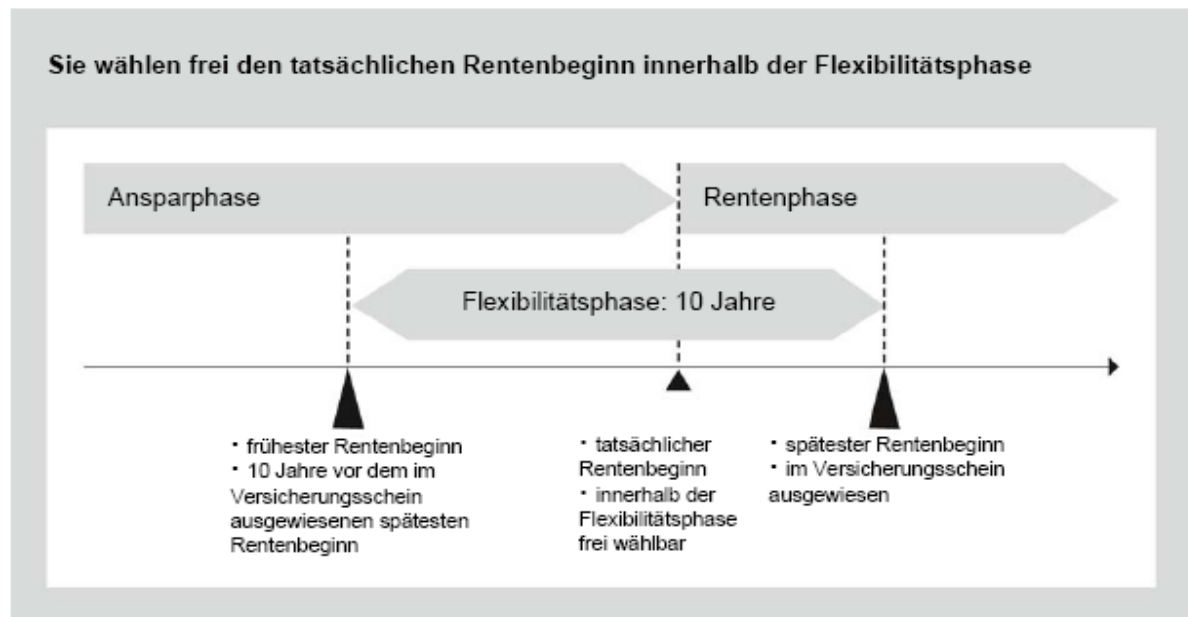 Sie wählen frei den tatsächlichen Rentenbeginn innerhalb der Flexibilitätsphase
Ansparphase
Rentenphase
Flexibilitätsphase: 10 Jahre
· frühester Rentenbeginn
· 10 Jahre vor dem im
Versicherungsschein
ausgewiesenen spätesten
Rentenbeginn
· tatsächlicher
Rentenbeginn
· innerhalb der
Flexibilitätsphase
frei wählbar
· spätester Rentenbeginn
· im Versicherungsschein
ausgewiesen